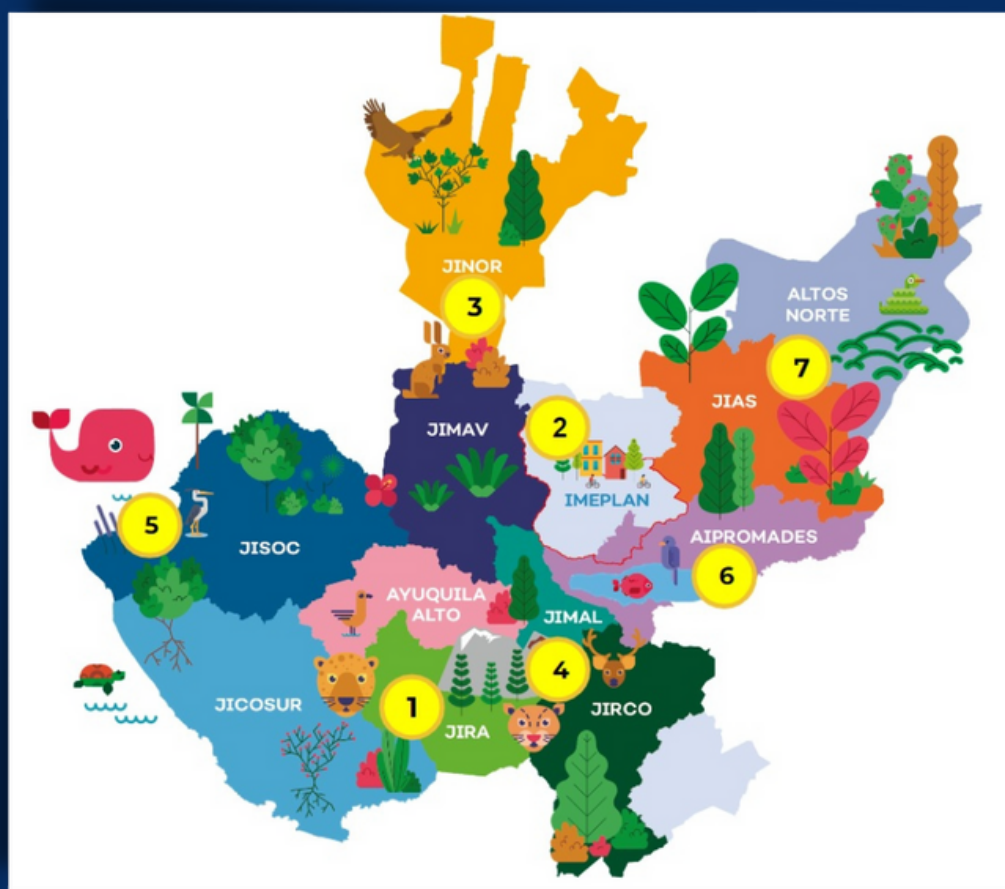 JINOR
3
ALTOS
NORTE
7
JIAS
JIMAV
2
IMEPLAN
5
JISOC
AIPROMADES
6
AYUQUILA
ALTO
JIMAL
4
JICOSUR
1
JIRA
JIRCO